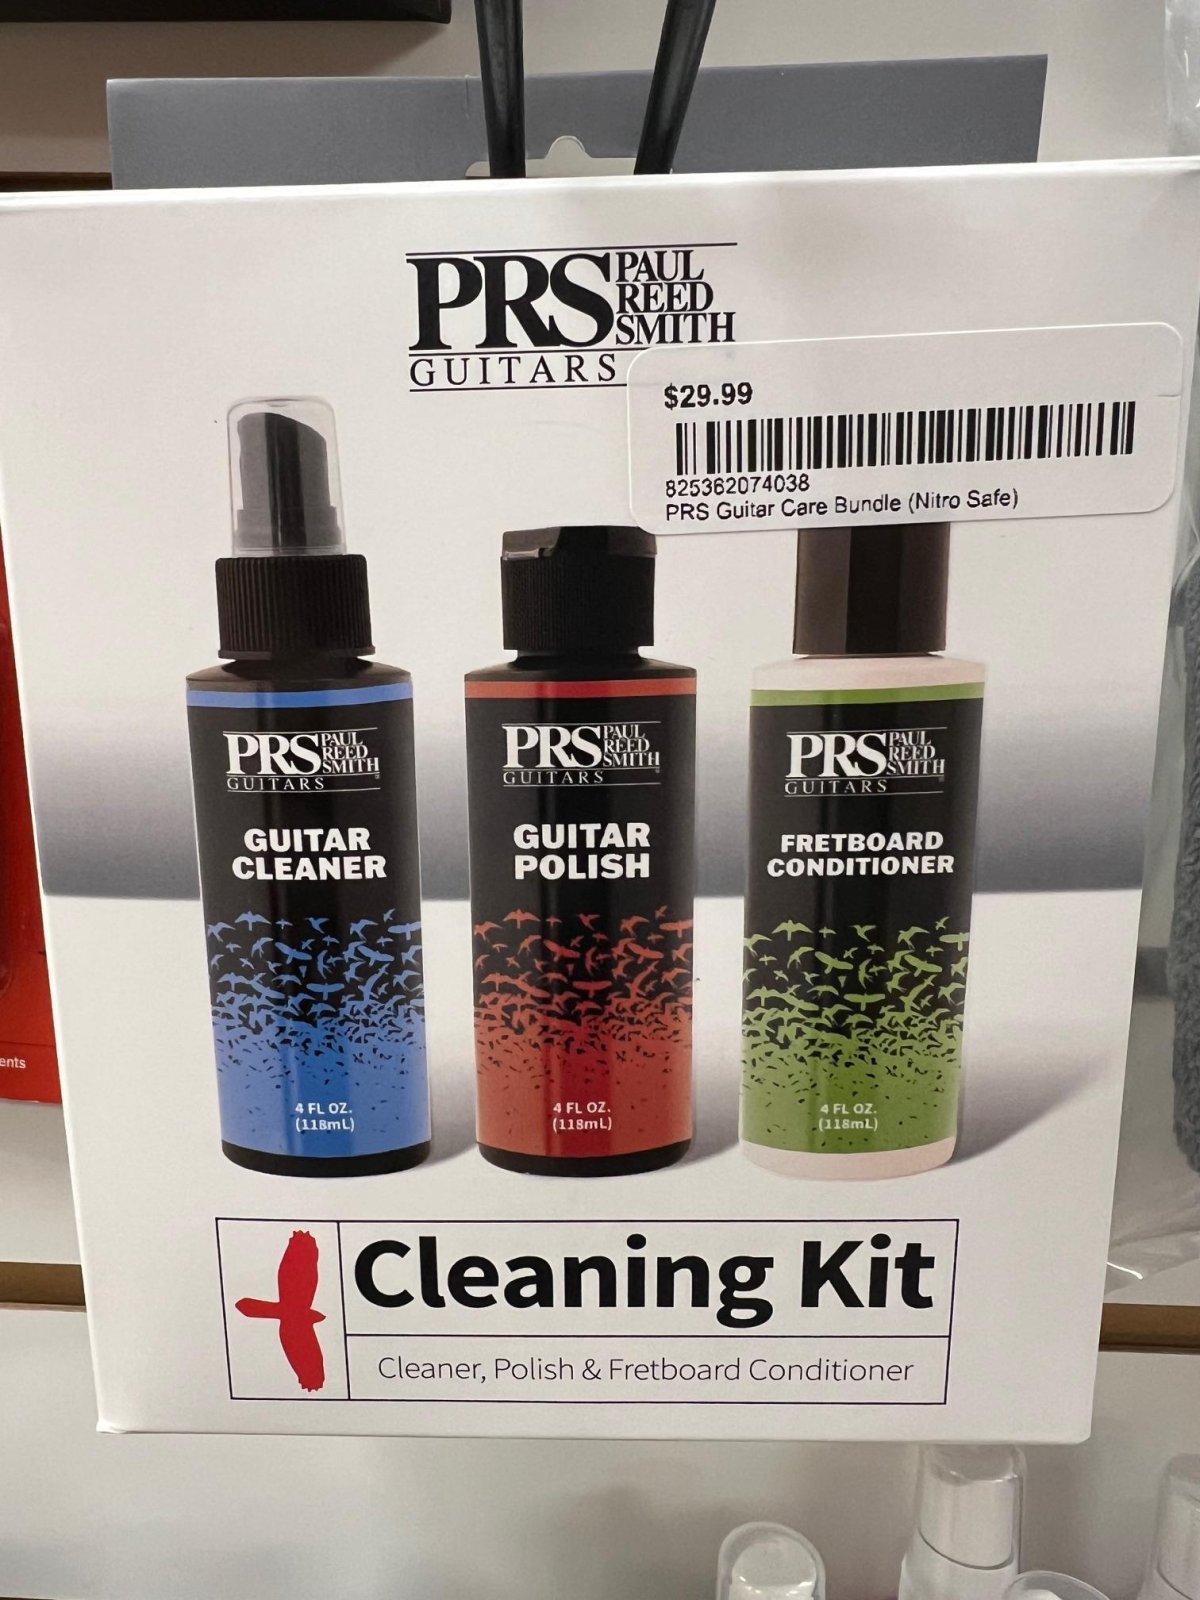 PRS PAUL
REED
SMITH
GUITARS
$29.99
825362074038
PRS Guitar Care Bundle (Nitro Safe)
PRS PAUL
REED
SMITH
GUITARS
GUITAR
CLEANER
4 FL OZ.
(118mL)
PRS PAUL
REED
SMITH
GUITARS
GUITAR
POLISH
4 FL OZ.
(118mL)
PRS PAUL
REED
SMITH
GUITARS
FRETBOARD
CONDITIONER
4 FL OZ.
(118mL)
ents
Cleaning Kit
Cleaner, Polish & Fretboard Conditioner